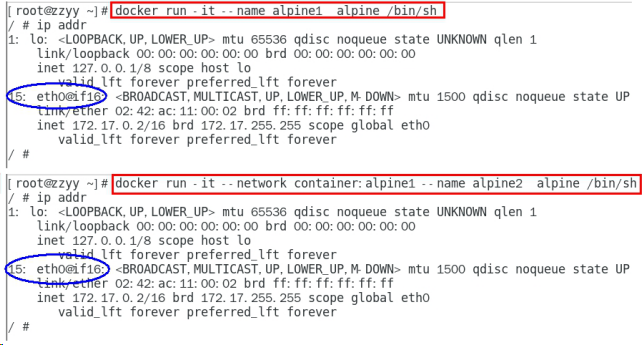 [root@zzyy ~]# docker run -it --name alpine1  alpine /bin/sh
/ # ip addr
1: lo: <LOOPBACK,UP,LOWER_UP> mtu 65536 qdisc noqueue state UNKNOWN qlen 1
    link/loopback 00:00:00:00:00:00 brd 00:00:00:00:00:00
    inet 127.0.0.1/8 scope host lo
       valid_lft forever preferred_lft forever
15: eth0@if16: <BROADCAST,MULTICAST,UP,LOWER_UP,M-DOWN> mtu 1500 qdisc noqueue state UP
    link/ether 02:42:ac:11:00:02 brd ff:ff:ff:ff:ff:ff
    inet 172.17.0.2/16 brd 172.17.255.255 scope global eth0
       valid_lft forever preferred_lft forever
/ #
[root@zzyy ~]# docker run -it --network container:alpine1 --name alpine2  alpine /bin/sh
/ # ip addr
1: lo: <LOOPBACK,UP,LOWER_UP> mtu 65536 qdisc noqueue state UNKNOWN qlen 1
    link/loopback 00:00:00:00:00:00 brd 00:00:00:00:00:00
    inet 127.0.0.1/8 scope host lo
       valid_lft forever preferred_lft forever
15: eth0@if16: <BROADCAST,MULTICAST,UP,LOWER_UP,M-DOWN> mtu 1500 qdisc noqueue state UP
    link/ether 02:42:ac:11:00:02 brd ff:ff:ff:ff:ff:ff
    inet 172.17.0.2/16 brd 172.17.255.255 scope global eth0
       valid_lft forever preferred_lft forever
/ #